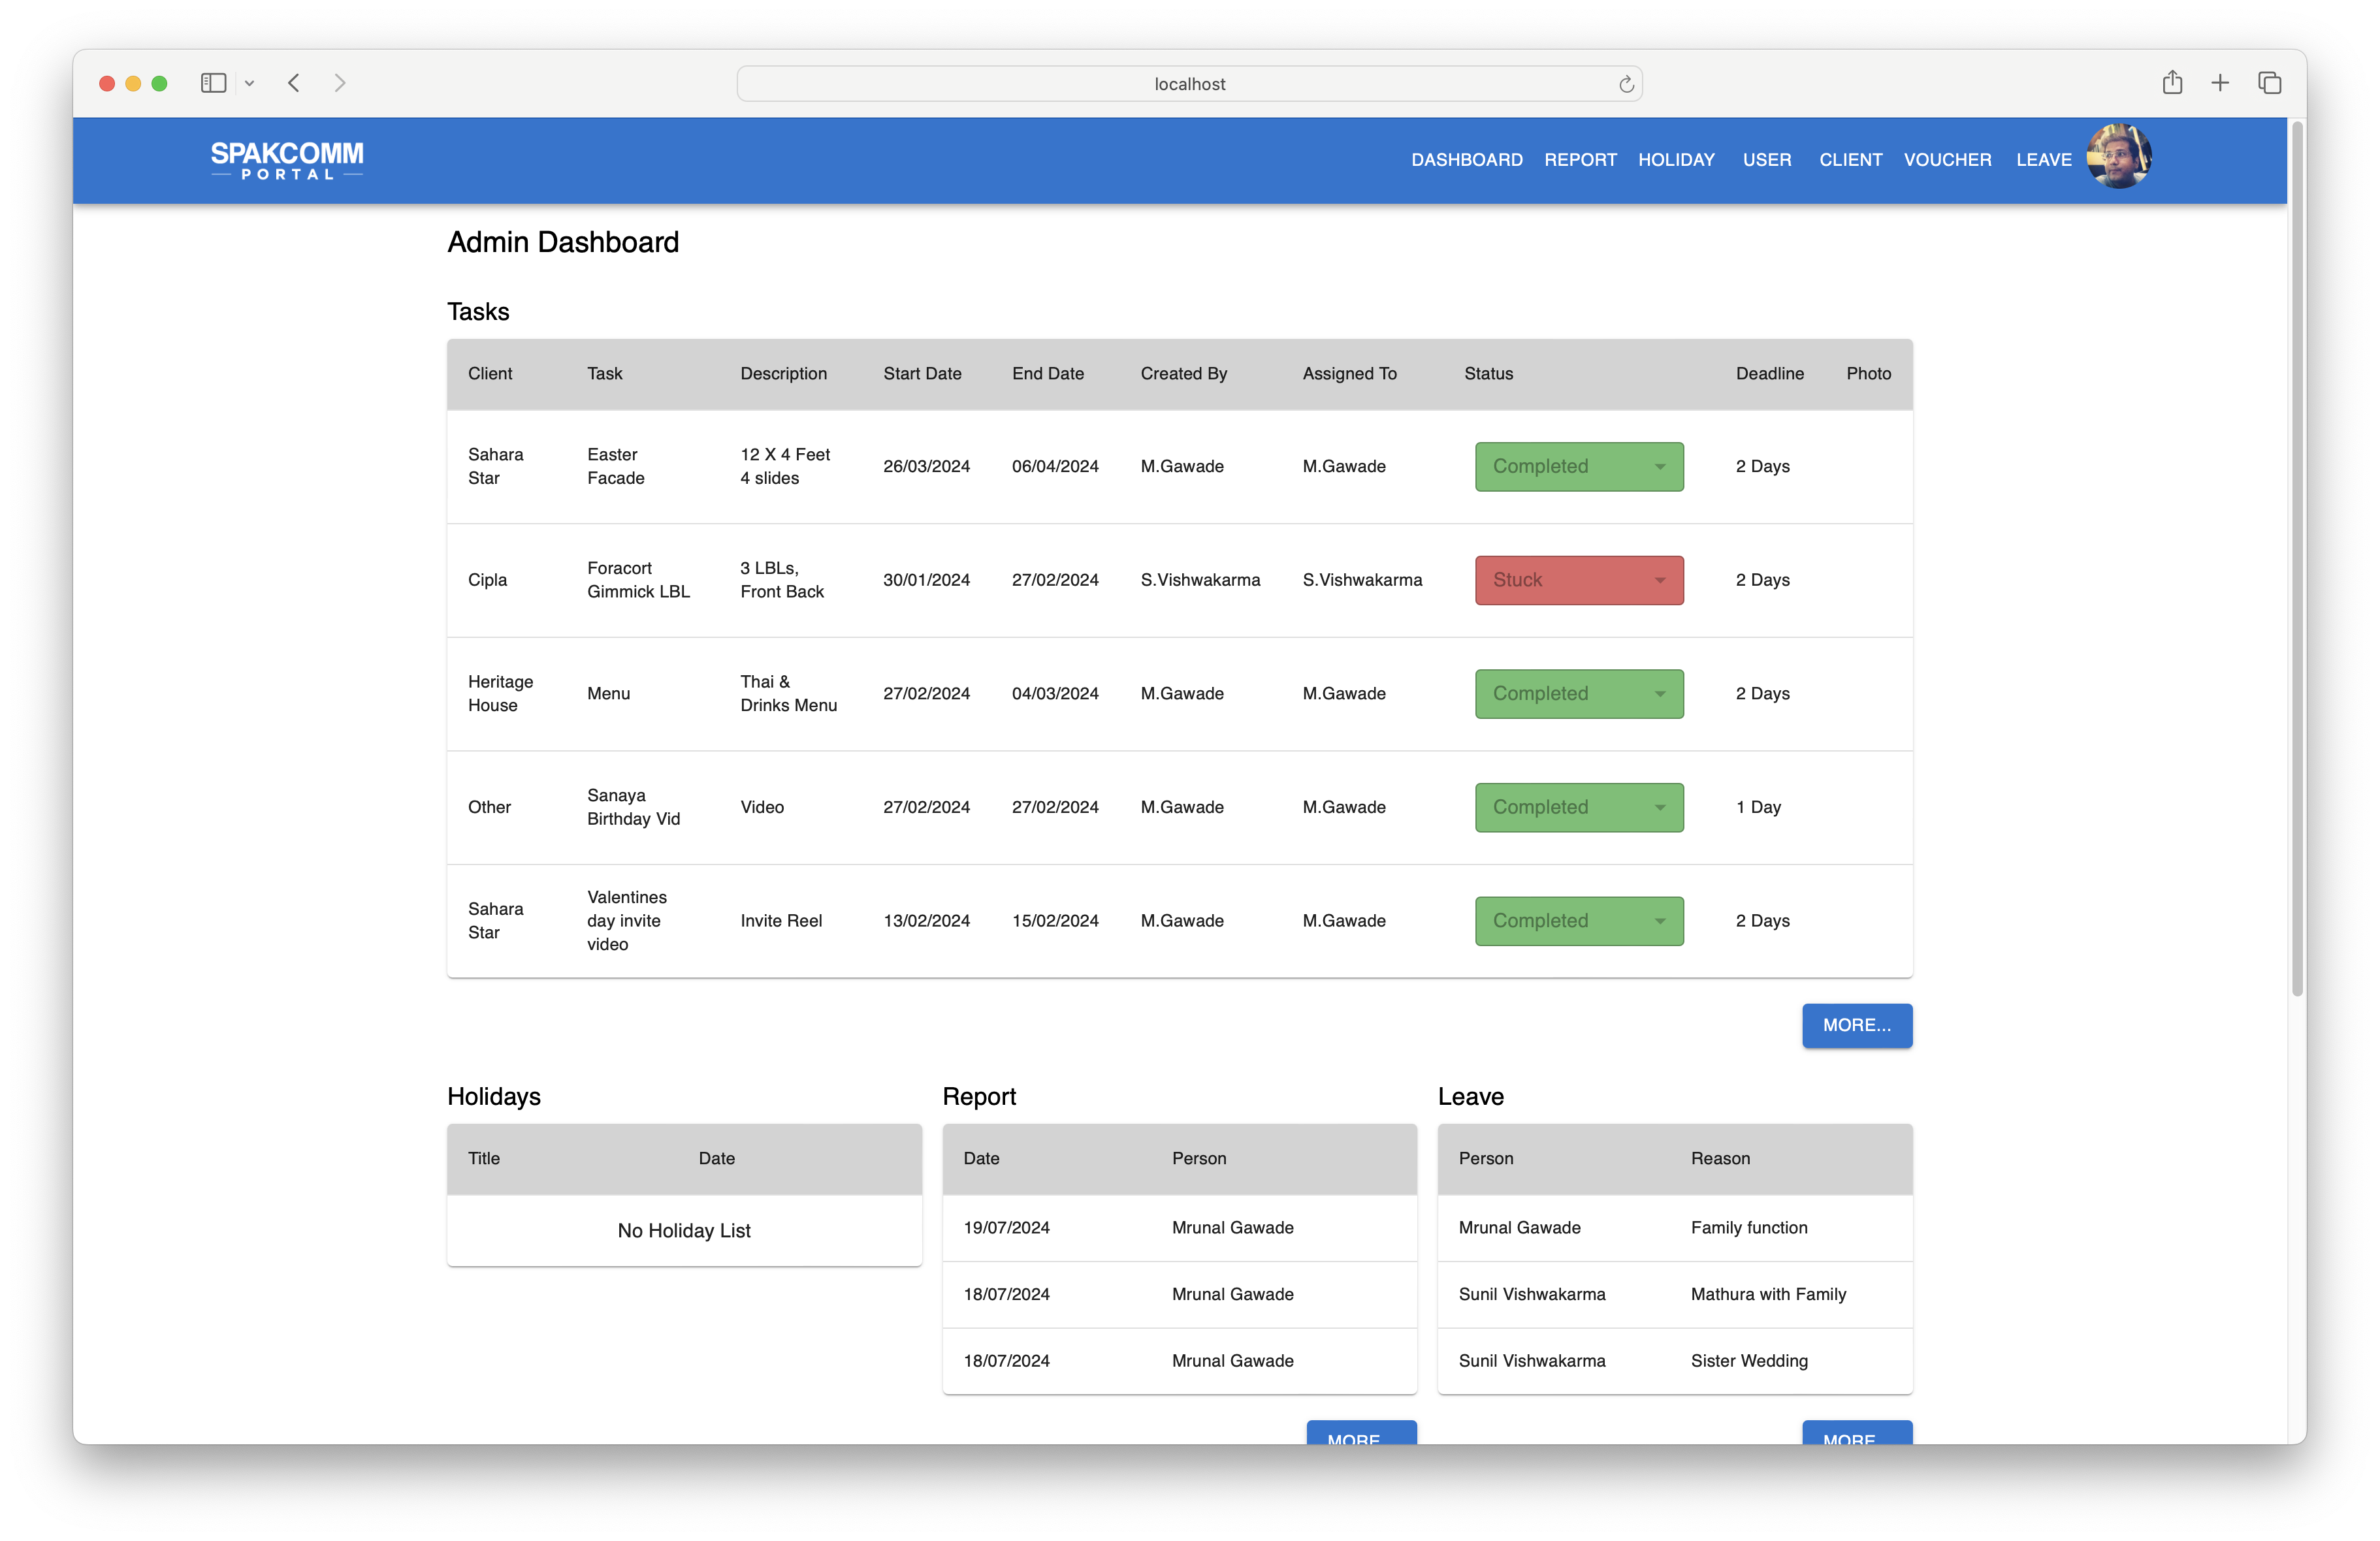 localhost
SPAKCOMM
PORTAL
DASHBOARD REPORT HOLIDAY USER CLIENT VOUCHER LEAVE
Admin Dashboard
Tasks
Client Task Description Start Date End Date Created By Assigned To Status Deadline Photo
Sahara Easter 12 X 4 Feet
Star Facade 4 slides 26/03/2024 06/04/2024 M.Gawade M.Gawade Completed 2 Days
Foracort 3 LBLs,
Cipla Gimmick LBL Front Back 30/01/2024 27/02/2024 S.Vishwakarma S.Vishwakarma Stuck 2 Days
Heritage Thai &
House Menu Drinks Menu 27/02/2024 04/03/2024 M.Gawade M.Gawade Completed 2 Days
Sanaya
Other Birthday Vid Video 27/02/2024 27/02/2024 M.Gawade M.Gawade Completed 1 Day
Valentines
Sahara day invite Invite Reel 13/02/2024 15/02/2024 M.Gawade M.Gawade Completed 2 Days
Star video
MORE...
Holidays
Title Date
No Holiday List
Report
Date Person
19/07/2024 Mrunal Gawade
18/07/2024 Mrunal Gawade
18/07/2024 Mrunal Gawade
MORE
Leave
Person Reason
Mrunal Gawade Family function
Sunil Vishwakarma Mathura with Family
Sunil Vishwakarma Sister Wedding
MORE